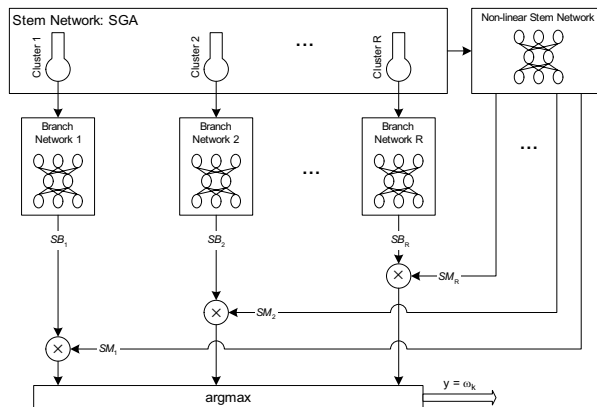 Stem Network: SGA
Non-linear Stem Network
Cluster 1
Cluster 2
...
Cluster R
Branch
Network 1
Branch
Network 2
...
Branch
Network R
...
SB1
SB2
SBR
× SMR
× SM2
× SM1
argmax
y = ωk